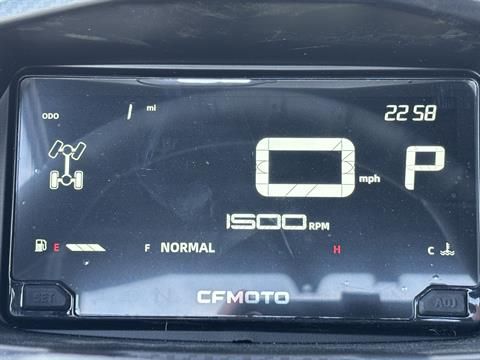 ODO 1 mi 22 58
0 mph P
1500 RPM
E F NORMAL H C
CFMOTO
SET ADJ